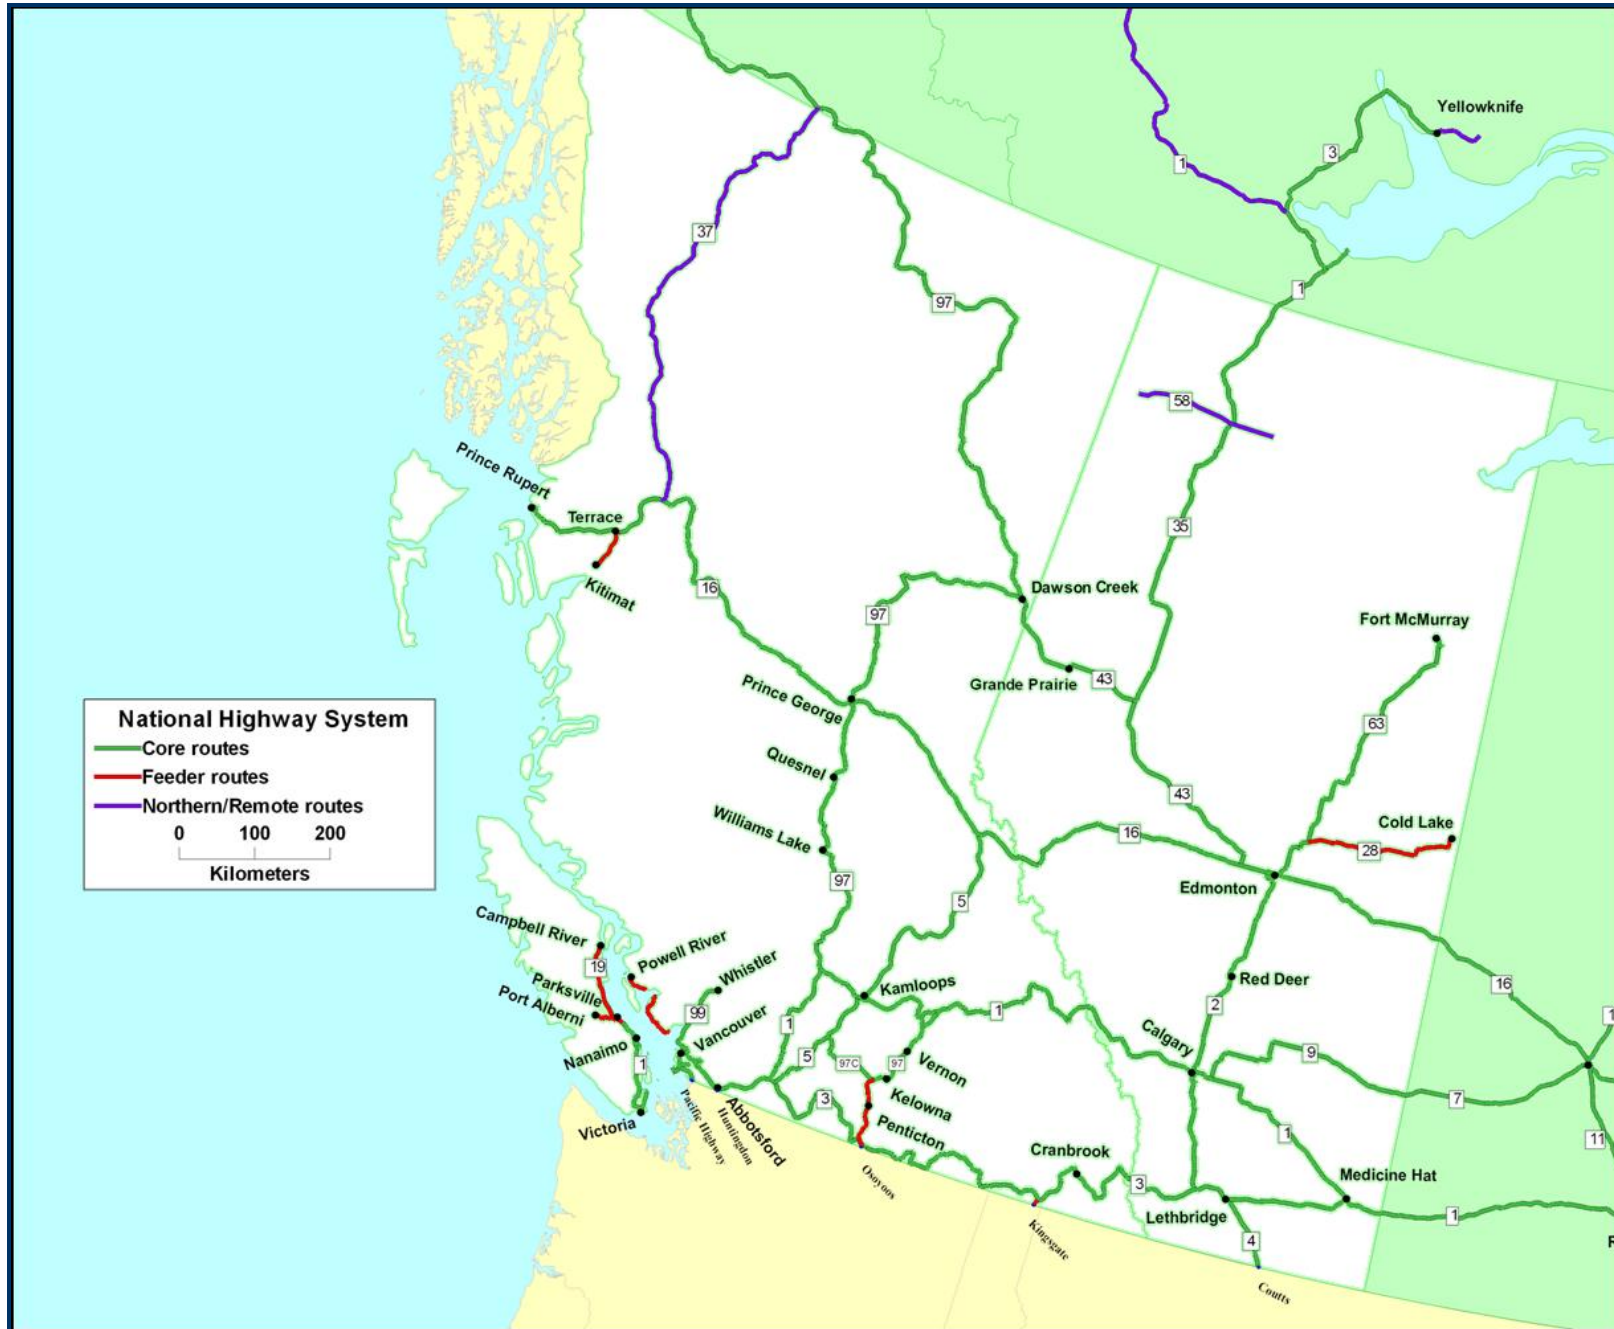 Yellowknife
3
1
37
97
1
58
Prince Rupert
Terrace
35
Kitimat
16
Dawson Creek
97
Fort McMurray
Grande Prairie
43
Prince George
63
National Highway System
Core routes
Feeder routes
Northern/Remote routes
0 100 200
Kilometers
Quesnel
43
Williams Lake
16
Cold Lake
28
97
Edmonton
5
Campbell River
19
Powell River
Whistler
Parksville
Port Alberni
Kamloops
Red Deer
16
99
2
1
1
1
Vancouver
Calgary
Nanaimo
1
5
97C
97
Vernon
9
Kelowna
7
3
Penticton
Victoria
Pacific Highway
Huntingdon
Abbotsford
1
11
Cranbrook
Osoyoos
3
Medicine Hat
Lethbridge
1
Kingsgate
4
R
Coutts